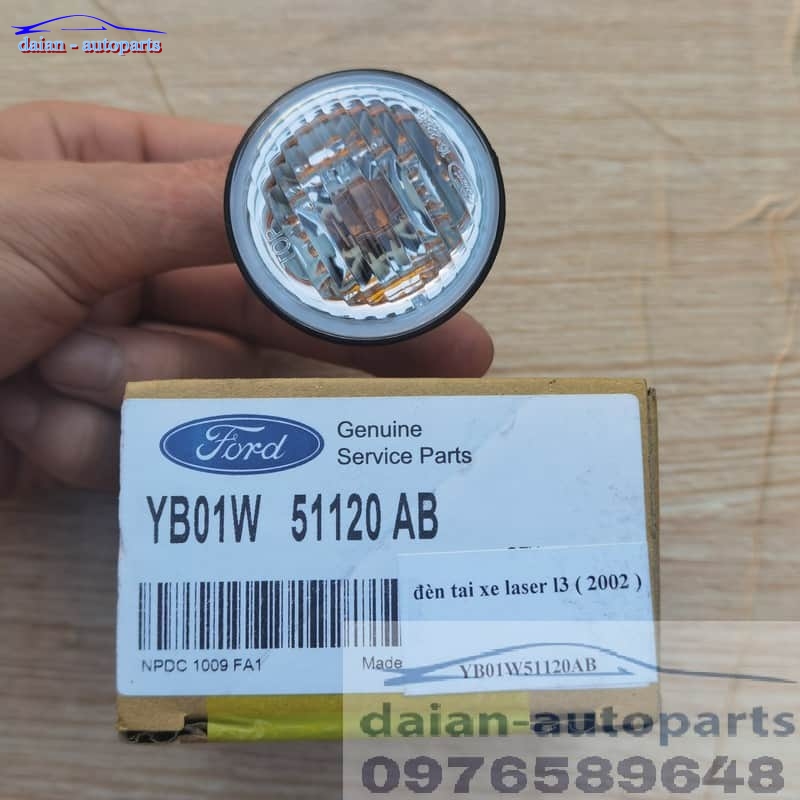 daian - autoparts
TOP
Ford
Genuine
Service Parts
YB01W 51120 AB
đèn tai xe laser l3 ( 2002 )
NPDC 1009 FA1
Made
YB01W51120AB
daian-autoparts
0976589648